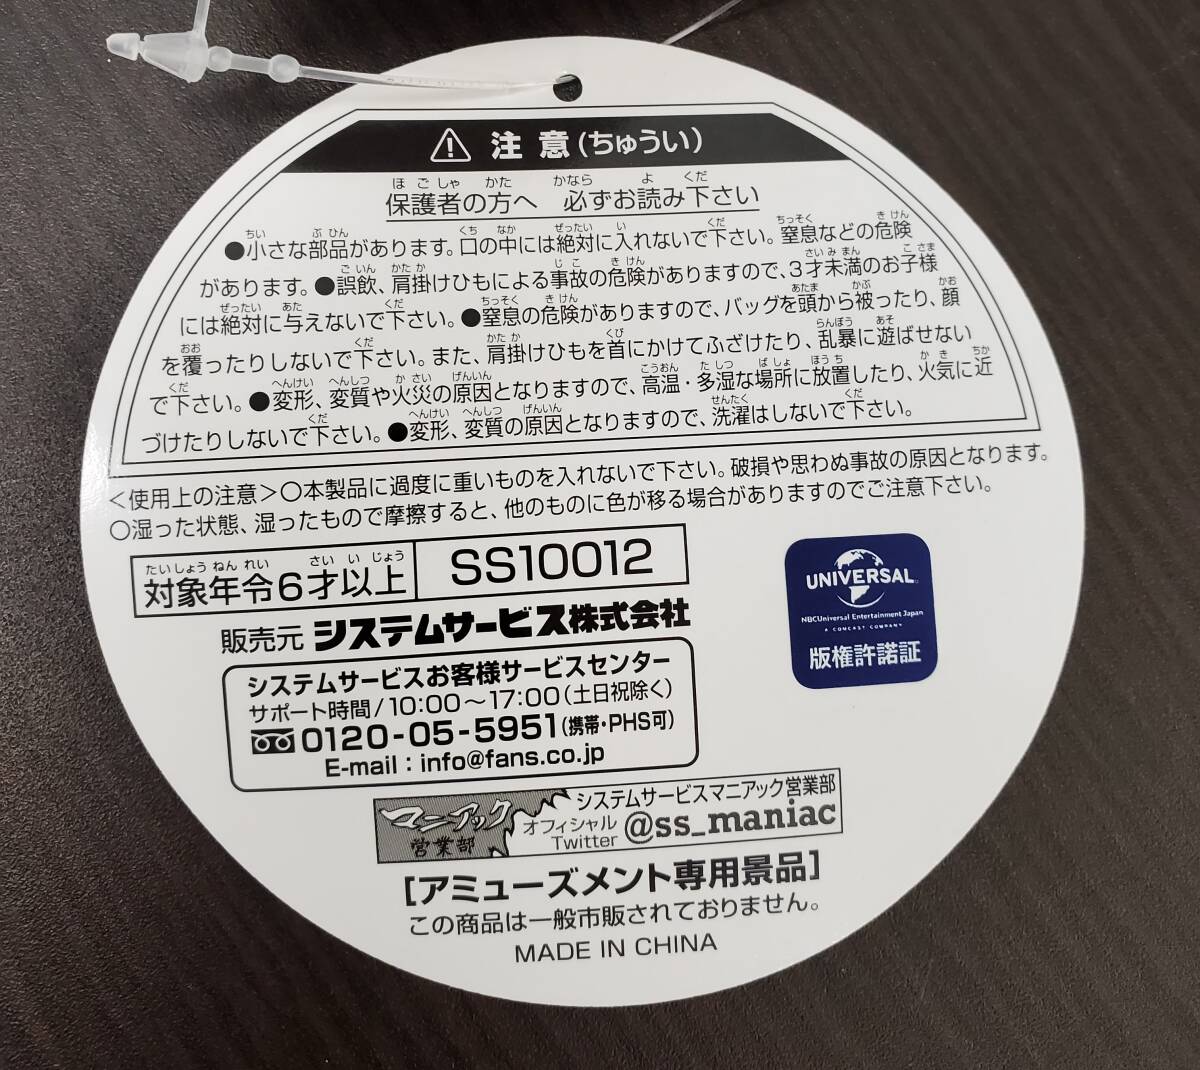 注意(ちゅうい)
保護者の方へ 必ずお読み下さい
●小さな部品があります。口の中には絶対に入れないで下さい。窒息などの危険
があります。●誤飲、肩掛けひもによる事故の危険がありますので、3才未満のお子様
には絶対に与えないで下さい。●窒息の危険がありますので、バッグを頭から被ったり、顔
を覆ったりしないで下さい。また、肩掛けひもを首にかけてふざけたり、乱暴に遊ばせない
で下さい。●変形、変質や火災の原因となりますので、高温・多湿な場所に放置したり、火気に近
づけたりしないで下さい。●変形、変質の原因となりますので、洗濯はしないで下さい。
<使用上の注意>○本製品に過度に重いものを入れないで下さい。破損や思わぬ事故の原因となります。
○湿った状態、湿ったもので摩擦すると、他のものに色が移る場合がありますのでご注意下さい。
対象年令6才以上 SS10012
販売元 システムサービス株式会社
システムサービスお客様サービスセンター
サポート時間/10:00～17:00(土日祝除く)
0120-05-5951(携帯・PHS可)
E-mail : info@fans.co.jp
UNIVERSAL
NBCUniversal Entertainment Japan
A COMCAST COMPANY
版権許諾証
マニアック
営業部
システムサービスマニアック営業部
オフィシャル
Twitter
@ss_maniac
[アミューズメント専用景品]
この商品は一般市販されておりません。
MADE IN CHINA